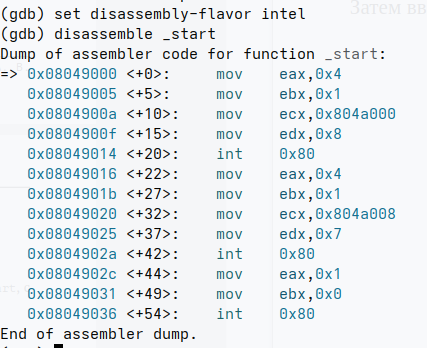 Затем вв
(gdb) set disassembly-flavor intel
(gdb) disassemble _start
Dump of assembler code for function _start:
=> 0x08049000 <+0>:     mov    eax,0x4
   0x08049005 <+5>:     mov    ebx,0x1
   0x0804900a <+10>:    mov    ecx,0x804a000
   0x0804900f <+15>:    mov    edx,0x8
   0x08049014 <+20>:    int    0x80
   0x08049016 <+22>:    mov    eax,0x4
   0x0804901b <+27>:    mov    ebx,0x1
   0x08049020 <+32>:    mov    ecx,0x804a008
   0x08049025 <+37>:    mov    edx,0x7
   0x0804902a <+42>:    int    0x80
   0x0804902c <+44>:    mov    eax,0x1
   0x08049031 <+49>:    mov    ebx,0x0
   0x08049036 <+54>:    int    0x80
End of assembler dump.